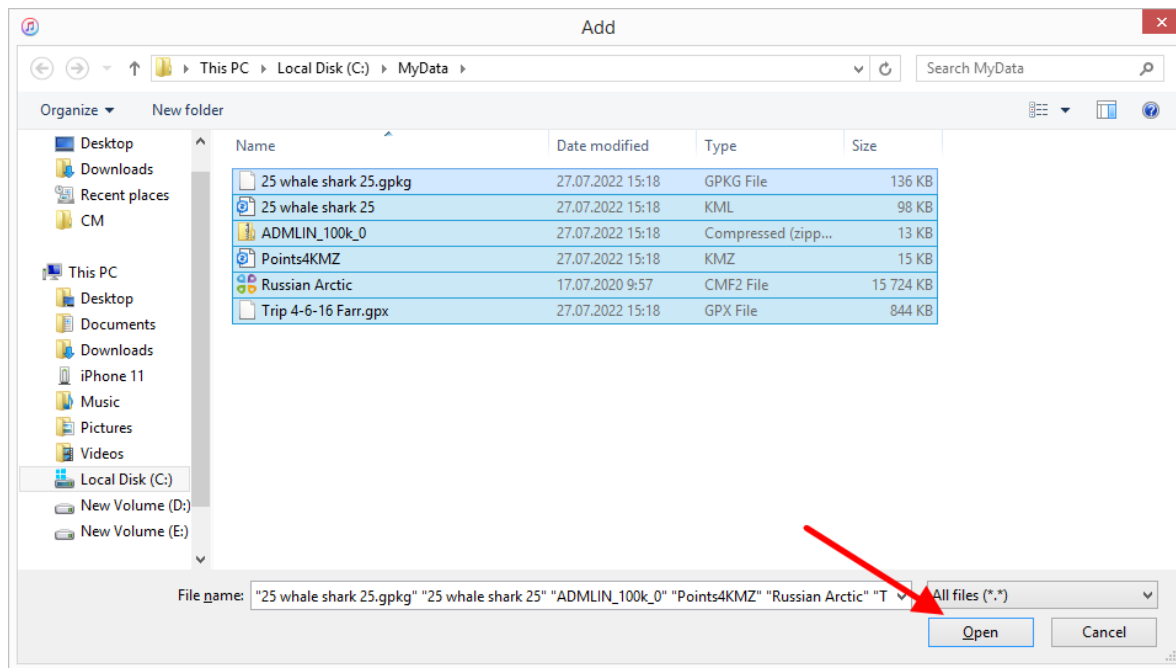 Add
This PC Local Disk (C:) MyData
Search MyData
Organize New folder
Desktop
Downloads
Recent places
CM
This PC
Desktop
Documents
Downloads
iPhone 11
Music
Pictures
Videos
Local Disk (C:)
New Volume (D:)
New Volume (E:)
Name Date modified Type Size
25 whale shark 25.gpkg 27.07.2022 15:18 GPKG File 136 KB
25 whale shark 25 27.07.2022 15:18 KML 98 KB
ADMLIN_100k_0 27.07.2022 15:18 Compressed (zipp... 13 KB
Points4KMZ 27.07.2022 15:18 KMZ 15 KB
Russian Arctic 17.07.2020 9:57 CMF2 File 15 724 KB
Trip 4-6-16 Farr.gpx 27.07.2022 15:18 GPX File 844 KB
File name: "25 whale shark 25.gpkg" "25 whale shark 25" "ADMLIN_100k_0" "Points4KMZ" "Russian Arctic" "T All files (*.*)
Open Cancel